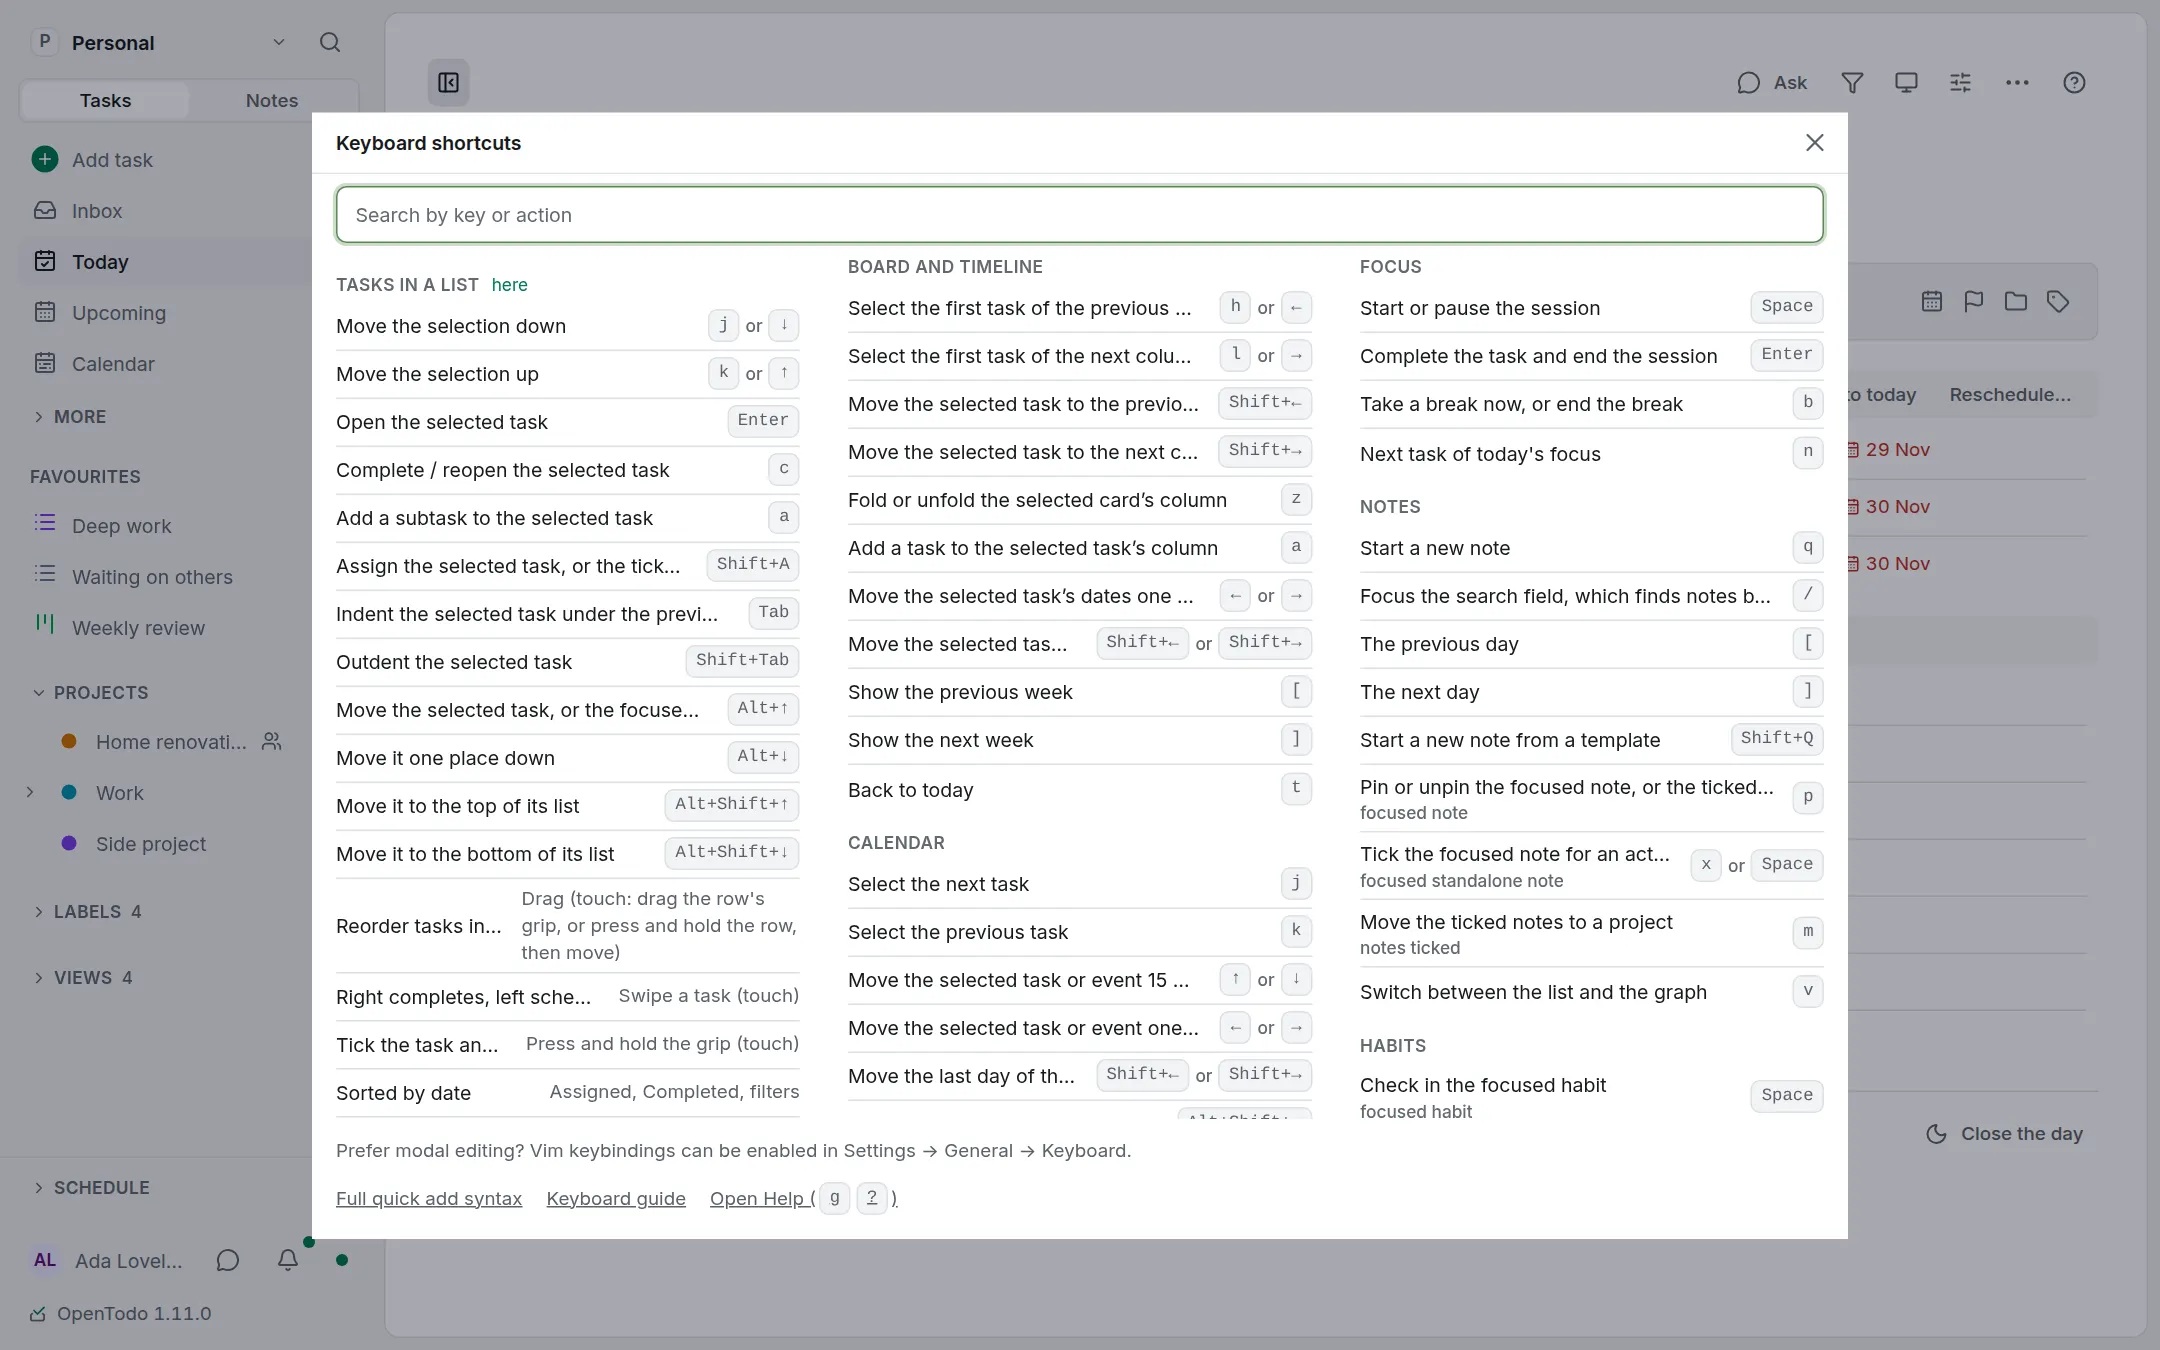 P Personal
Tasks Notes
Add task
Inbox
Today
Upcoming
Calendar
MORE
FAVOURITES
Deep work
Waiting on others
Weekly review
PROJECTS
Home renovati...
Work
Side project
LABELS 4
VIEWS 4
SCHEDULE
AL Ada Lovel...
OpenTodo 1.11.0
Ask
to today Reschedule...
29 Nov
30 Nov
30 Nov
Close the day
Keyboard shortcuts
Search by key or action
TASKS IN A LIST here
Move the selection down j or ↓
Move the selection up k or ↑
Open the selected task Enter
Complete / reopen the selected task c
Add a subtask to the selected task a
Assign the selected task, or the tick... Shift+A
Indent the selected task under the previ... Tab
Outdent the selected task Shift+Tab
Move the selected task, or the focuse... Alt+↑
Move it one place down Alt+↓
Move it to the top of its list Alt+Shift+↑
Move it to the bottom of its list Alt+Shift+↓
Reorder tasks in... Drag (touch: drag the row's
grip, or press and hold the row,
then move)
Right completes, left sche... Swipe a task (touch)
Tick the task an... Press and hold the grip (touch)
Sorted by date Assigned, Completed, filters
BOARD AND TIMELINE
Select the first task of the previous ... h or ←
Select the first task of the next colu... l or →
Move the selected task to the previo... Shift+←
Move the selected task to the next c... Shift+→
Fold or unfold the selected card’s column z
Add a task to the selected task’s column a
Move the selected task’s dates one ... ← or →
Move the selected tas... Shift+← or Shift+→
Show the previous week [
Show the next week ]
Back to today t
CALENDAR
Select the next task j
Select the previous task k
Move the selected task or event 15 ... ↑ or ↓
Move the selected task or event one... ← or →
Move the last day of th... Shift+← or Shift+→
FOCUS
Start or pause the session Space
Complete the task and end the session Enter
Take a break now, or end the break b
Next task of today's focus n
NOTES
Start a new note q
Focus the search field, which finds notes b... /
The previous day [
The next day ]
Start a new note from a template Shift+Q
Pin or unpin the focused note, or the ticked... p
focused note
Tick the focused note for an act... x or Space
focused standalone note
Move the ticked notes to a project m
notes ticked
Switch between the list and the graph v
HABITS
Check in the focused habit Space
focused habit
Prefer modal editing? Vim keybindings can be enabled in Settings → General → Keyboard.
Full quick add syntax Keyboard guide Open Help ( g ? )